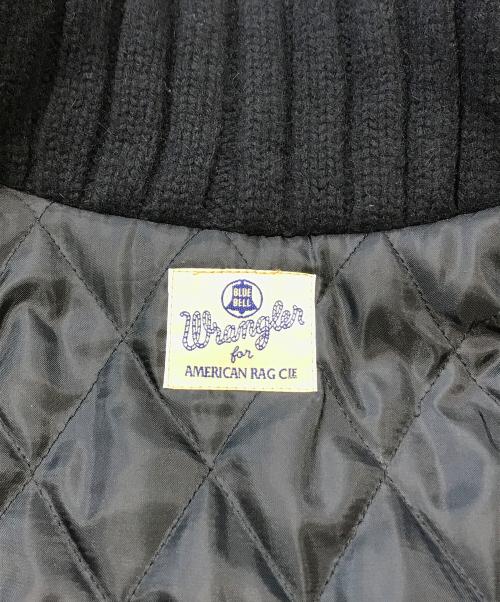 BLUE
BELL
Wrangler
for
AMERICAN RAG CIE